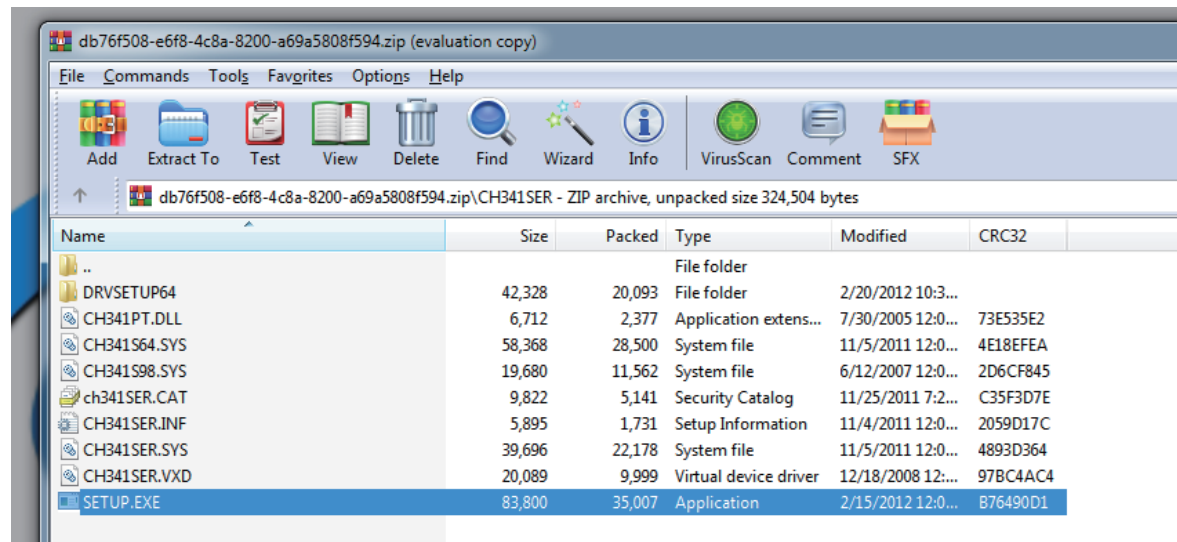 db76f508-e6f8-4c8a-8200-a69a5808f594.zip (evaluation copy)
File Commands Tools Favorites Options Help
Add Extract To Test View Delete Find Wizard Info VirusScan Comment SFX
db76f508-e6f8-4c8a-8200-a69a5808f594.zip\CH341SER - ZIP archive, unpacked size 324,504 bytes
Name Size Packed Type Modified CRC32
.. File folder
DRVSETUP64 42,328 20,093 File folder 2/20/2012 10:3...
CH341PT.DLL 6,712 2,377 Application extens... 7/30/2005 12:0... 73E535E2
CH341S64.SYS 58,368 28,500 System file 11/5/2011 12:0... 4E18EFEA
CH341S98.SYS 19,680 11,562 System file 6/12/2007 12:0... 2D6CF845
ch341SER.CAT 9,822 5,141 Security Catalog 11/25/2011 7:2... C35F3D7E
CH341SER.INF 5,895 1,731 Setup Information 11/4/2011 12:0... 2059D17C
CH341SER.SYS 39,696 22,178 System file 11/5/2011 12:0... 4893D364
CH341SER.VXD 20,089 9,999 Virtual device driver 12/18/2008 12:... 97BC4AC4
SETUP.EXE 83,800 35,007 Application 2/15/2012 12:0... B76490D1